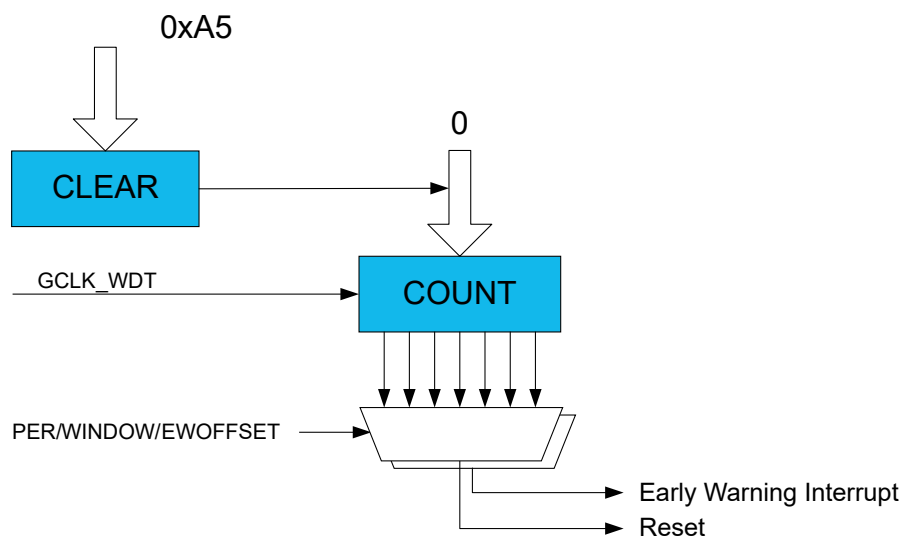 0xA5
0
CLEAR
GCLK_WDT
COUNT
PER/WINDOW/EWOFFSET
Early Warning Interrupt
Reset